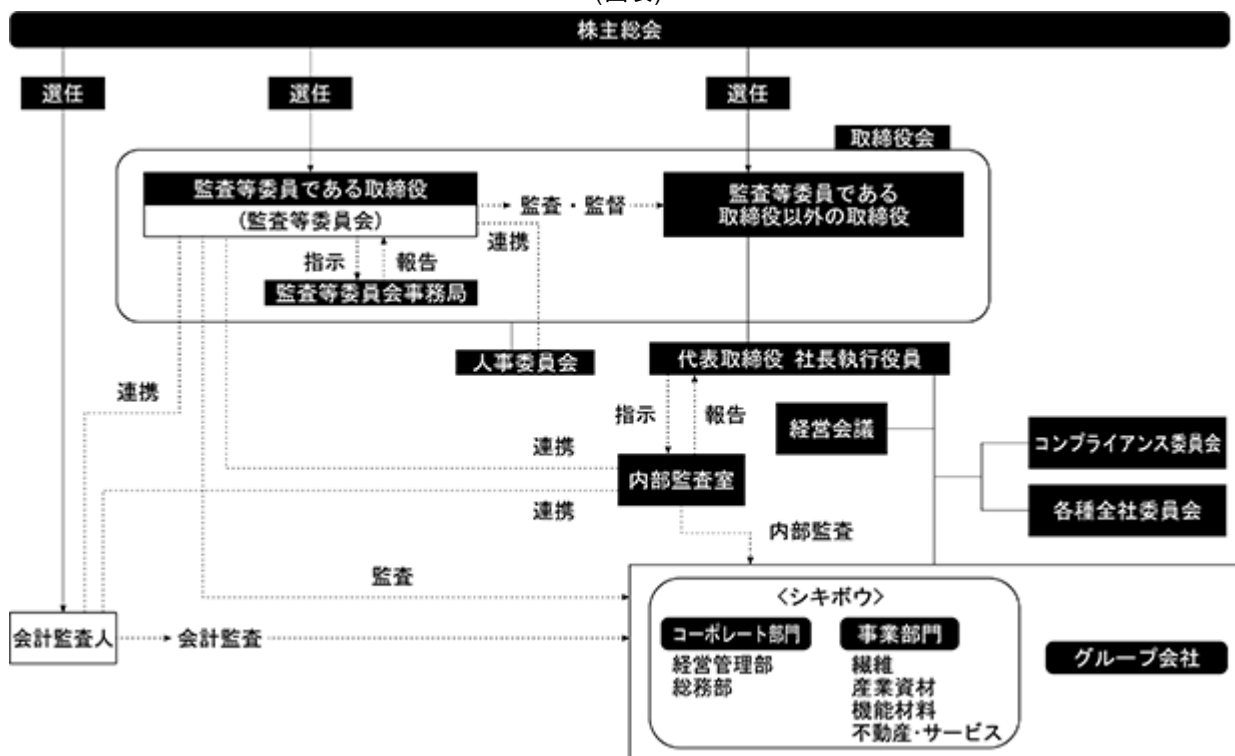 株主総会
選任
選任
選任
取締役会
監査等委員である取締役
(監査等委員会)
監査・監督
監査等委員である
取締役以外の取締役
連携
指示
報告
監査等委員会事務局
人事委員会
代表取締役 社長執行役員
連携
指示
報告
経営会議
コンプライアンス委員会
連携
内部監査室
各種全社委員会
連携
内部監査
監査
〈シキボウ〉
会計監査人
会計監査
コーポレート部門
事業部門
グループ会社
経営管理部
総務部
繊維
産業資材
機能材料
不動産・サービス